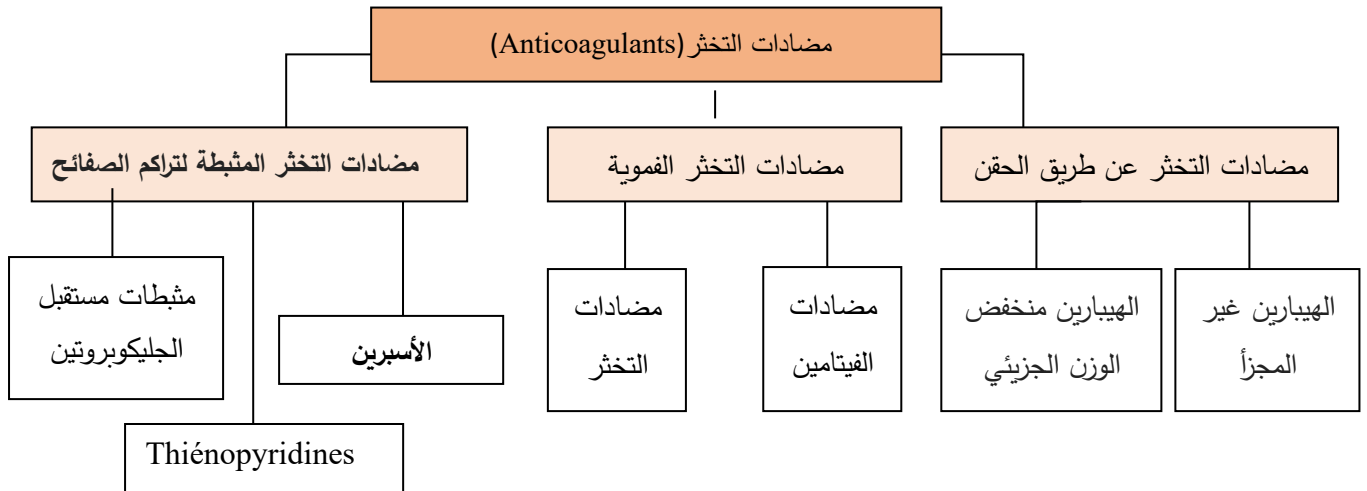 مضادات التخثر(Anticoagulants)
مضادات التخثر عن طريق الحقن
مضادات التخثر الفموية
مضادات التخثر المثبطة لتراكم الصفائح
الهيبارين غير
المجزأ
الهيبارين منخفض
الوزن الجزيئي
مضادات
الفيتامين
مضادات
التخثر
الأسبرين
Thiénopyridines
مثبطات مستقبل
الجليكوبروتين